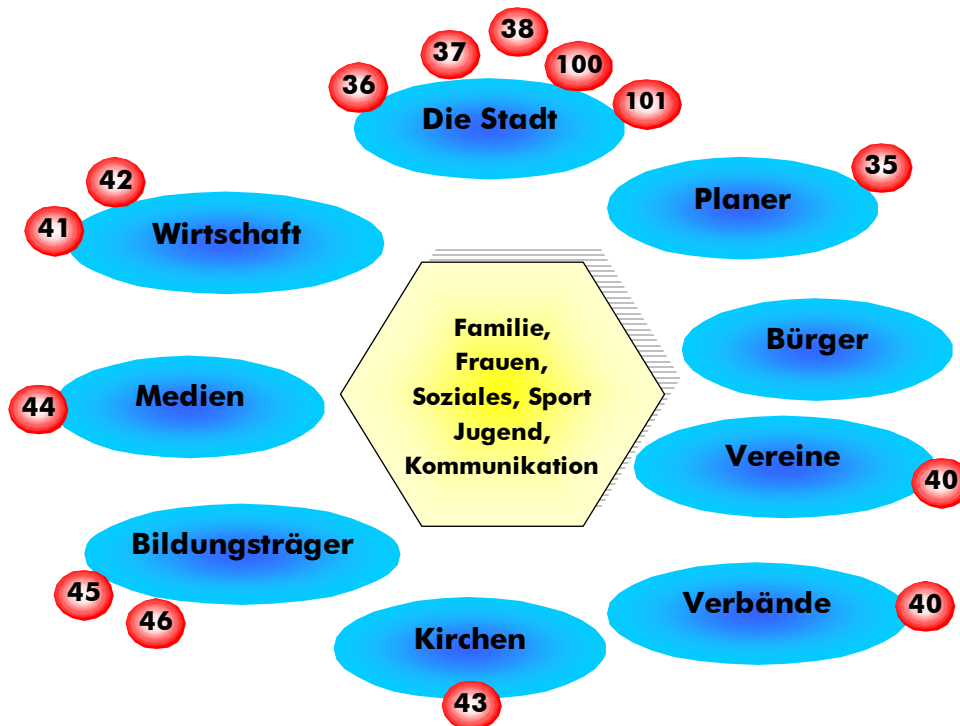 38
37
100
36
101
Die Stadt
35
42
Planer
41
Wirtschaft
Familie,
Frauen,
Soziales, Sport
Jugend,
Kommunikation
Bürger
44
Medien
Vereine
40
Bildungsträger
45
46
Verbände
40
Kirchen
43